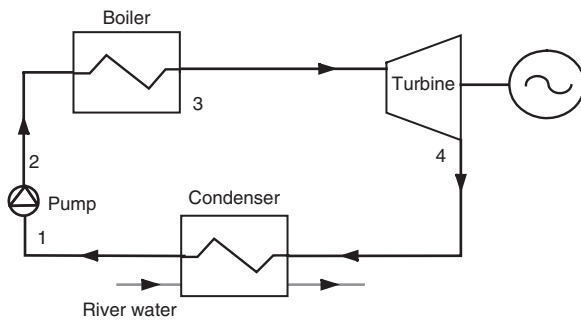 Boiler
Turbine
3
4
2
Pump
Condenser
1
River water